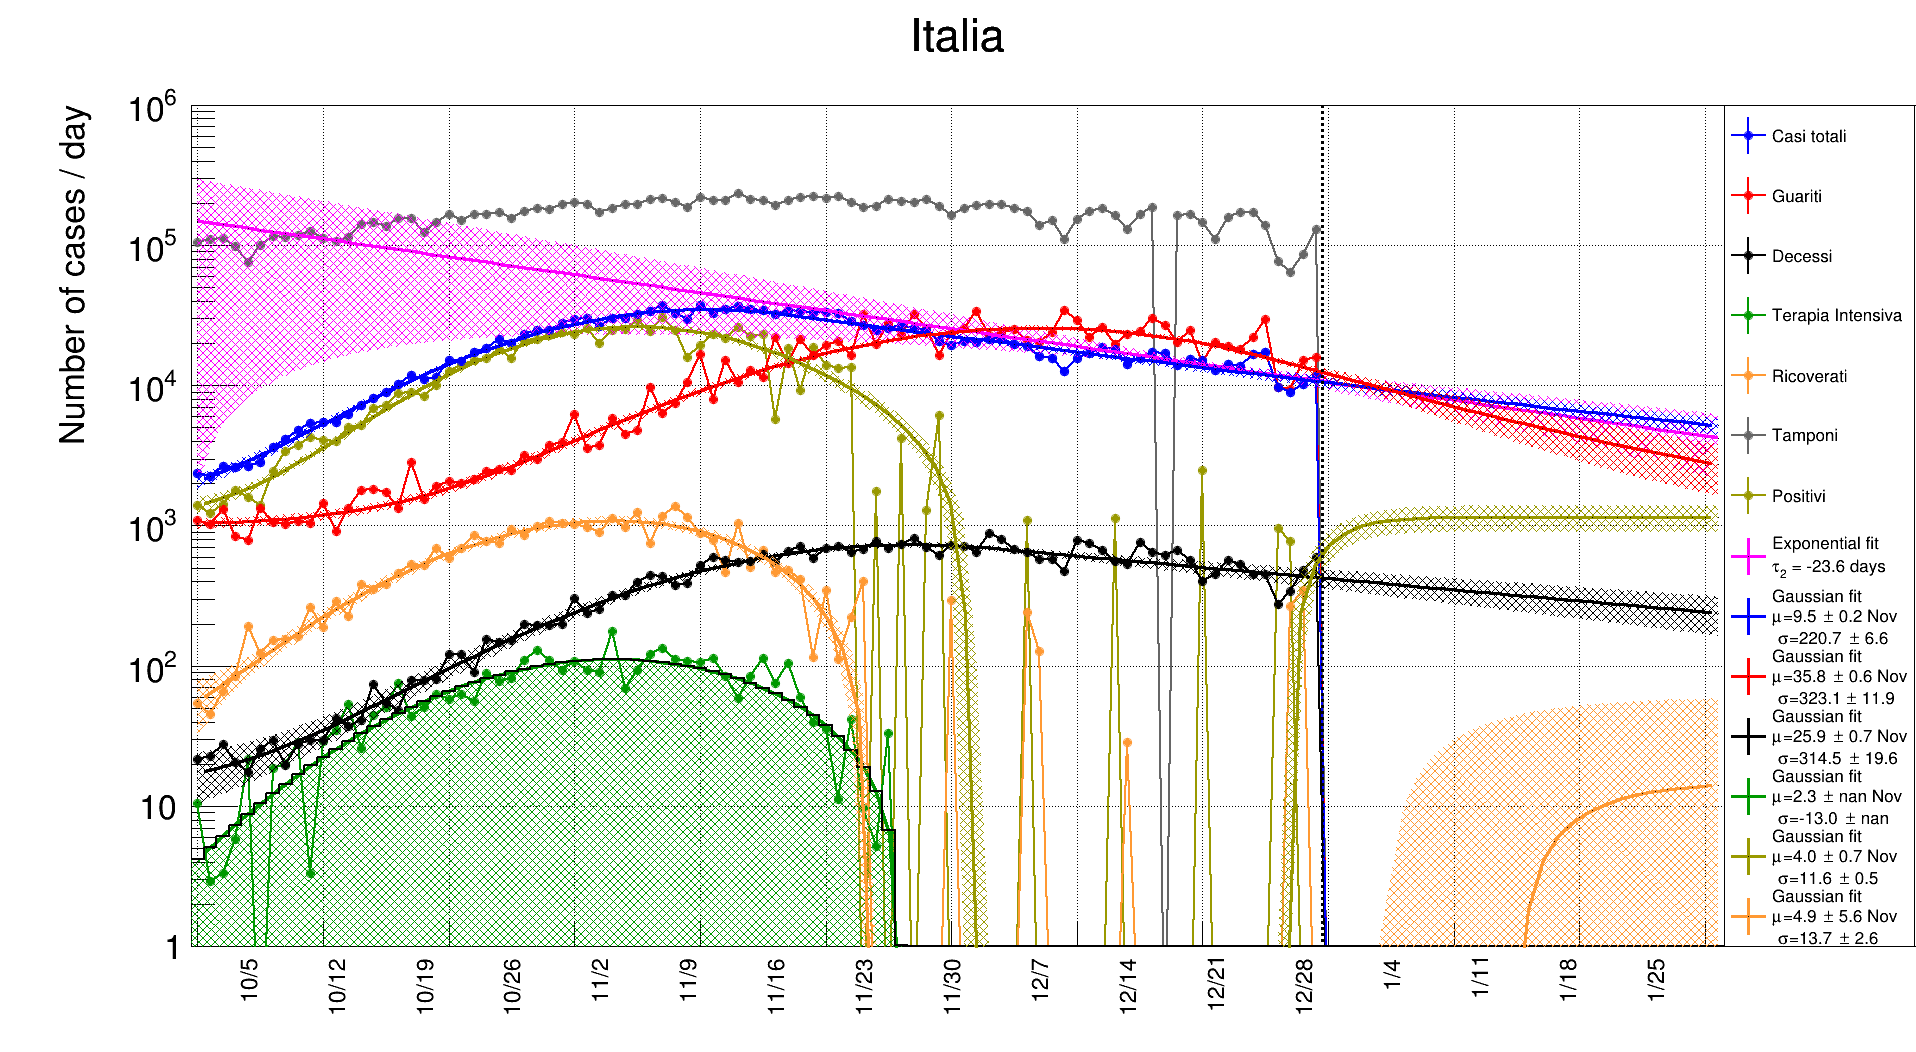 Italia
Number of cases / day
10^6
10^5
10^4
10^3
10^2
10
1
10/5 10/12 10/19 10/26 11/2 11/9 11/16 11/23 11/30 12/7 12/14 12/21 12/28 1/4 1/11 1/18 1/25
Casi totali
Guariti
Decessi
Terapia Intensiva
Ricoverati
Tamponi
Positivi
Exponential fit
τ_2 = -23.6 days
Gaussian fit
μ=9.5 ± 0.2 Nov
σ=220.7 ± 6.6
Gaussian fit
μ=35.8 ± 0.6 Nov
σ=323.1 ± 11.9
Gaussian fit
μ=25.9 ± 0.7 Nov
σ=314.5 ± 19.6
Gaussian fit
μ=2.3 ± nan Nov
σ=-13.0 ± nan
Gaussian fit
μ=4.0 ± 0.7 Nov
σ=11.6 ± 0.5
Gaussian fit
μ=4.9 ± 5.6 Nov
σ=13.7 ± 2.6